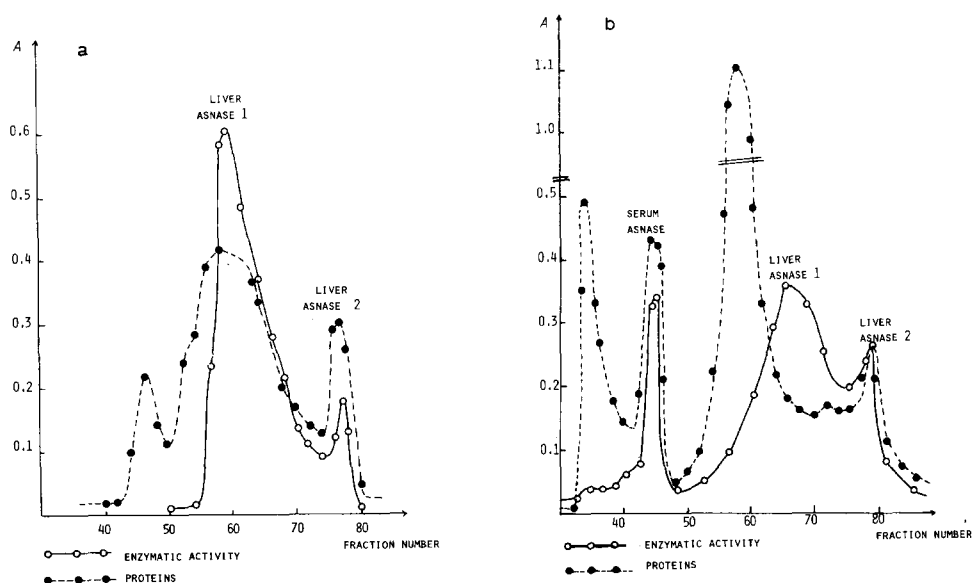 a
A
LIVER
ASNASE 1
0.6
0.5
0.4
LIVER
ASNASE 2
0.3
0.2
0.1
40 50 60 70 80
FRACTION NUMBER
ENZYMATIC ACTIVITY
PROTEINS
b
A
1.1
1.0
0.5
SERUM
ASNASE
0.4
LIVER
ASNASE 1
LIVER
ASNASE 2
0.3
0.2
0.1
40 50 60 70 80
FRACTION NUMBER
ENZYMATIC ACTIVITY
PROTEINS